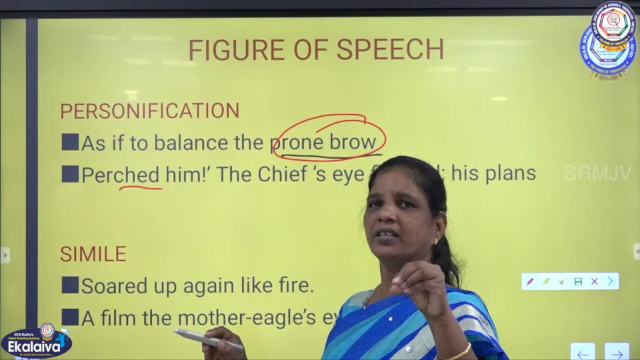 FIGURE OF SPEECH
PERSONIFICATION
As if to balance the prone brow
Perched him!' The Chief 's eye his plans
SRMJV
SIMILE
Soared up again like fire.
A film the mother-eagle's
Ekalaiva